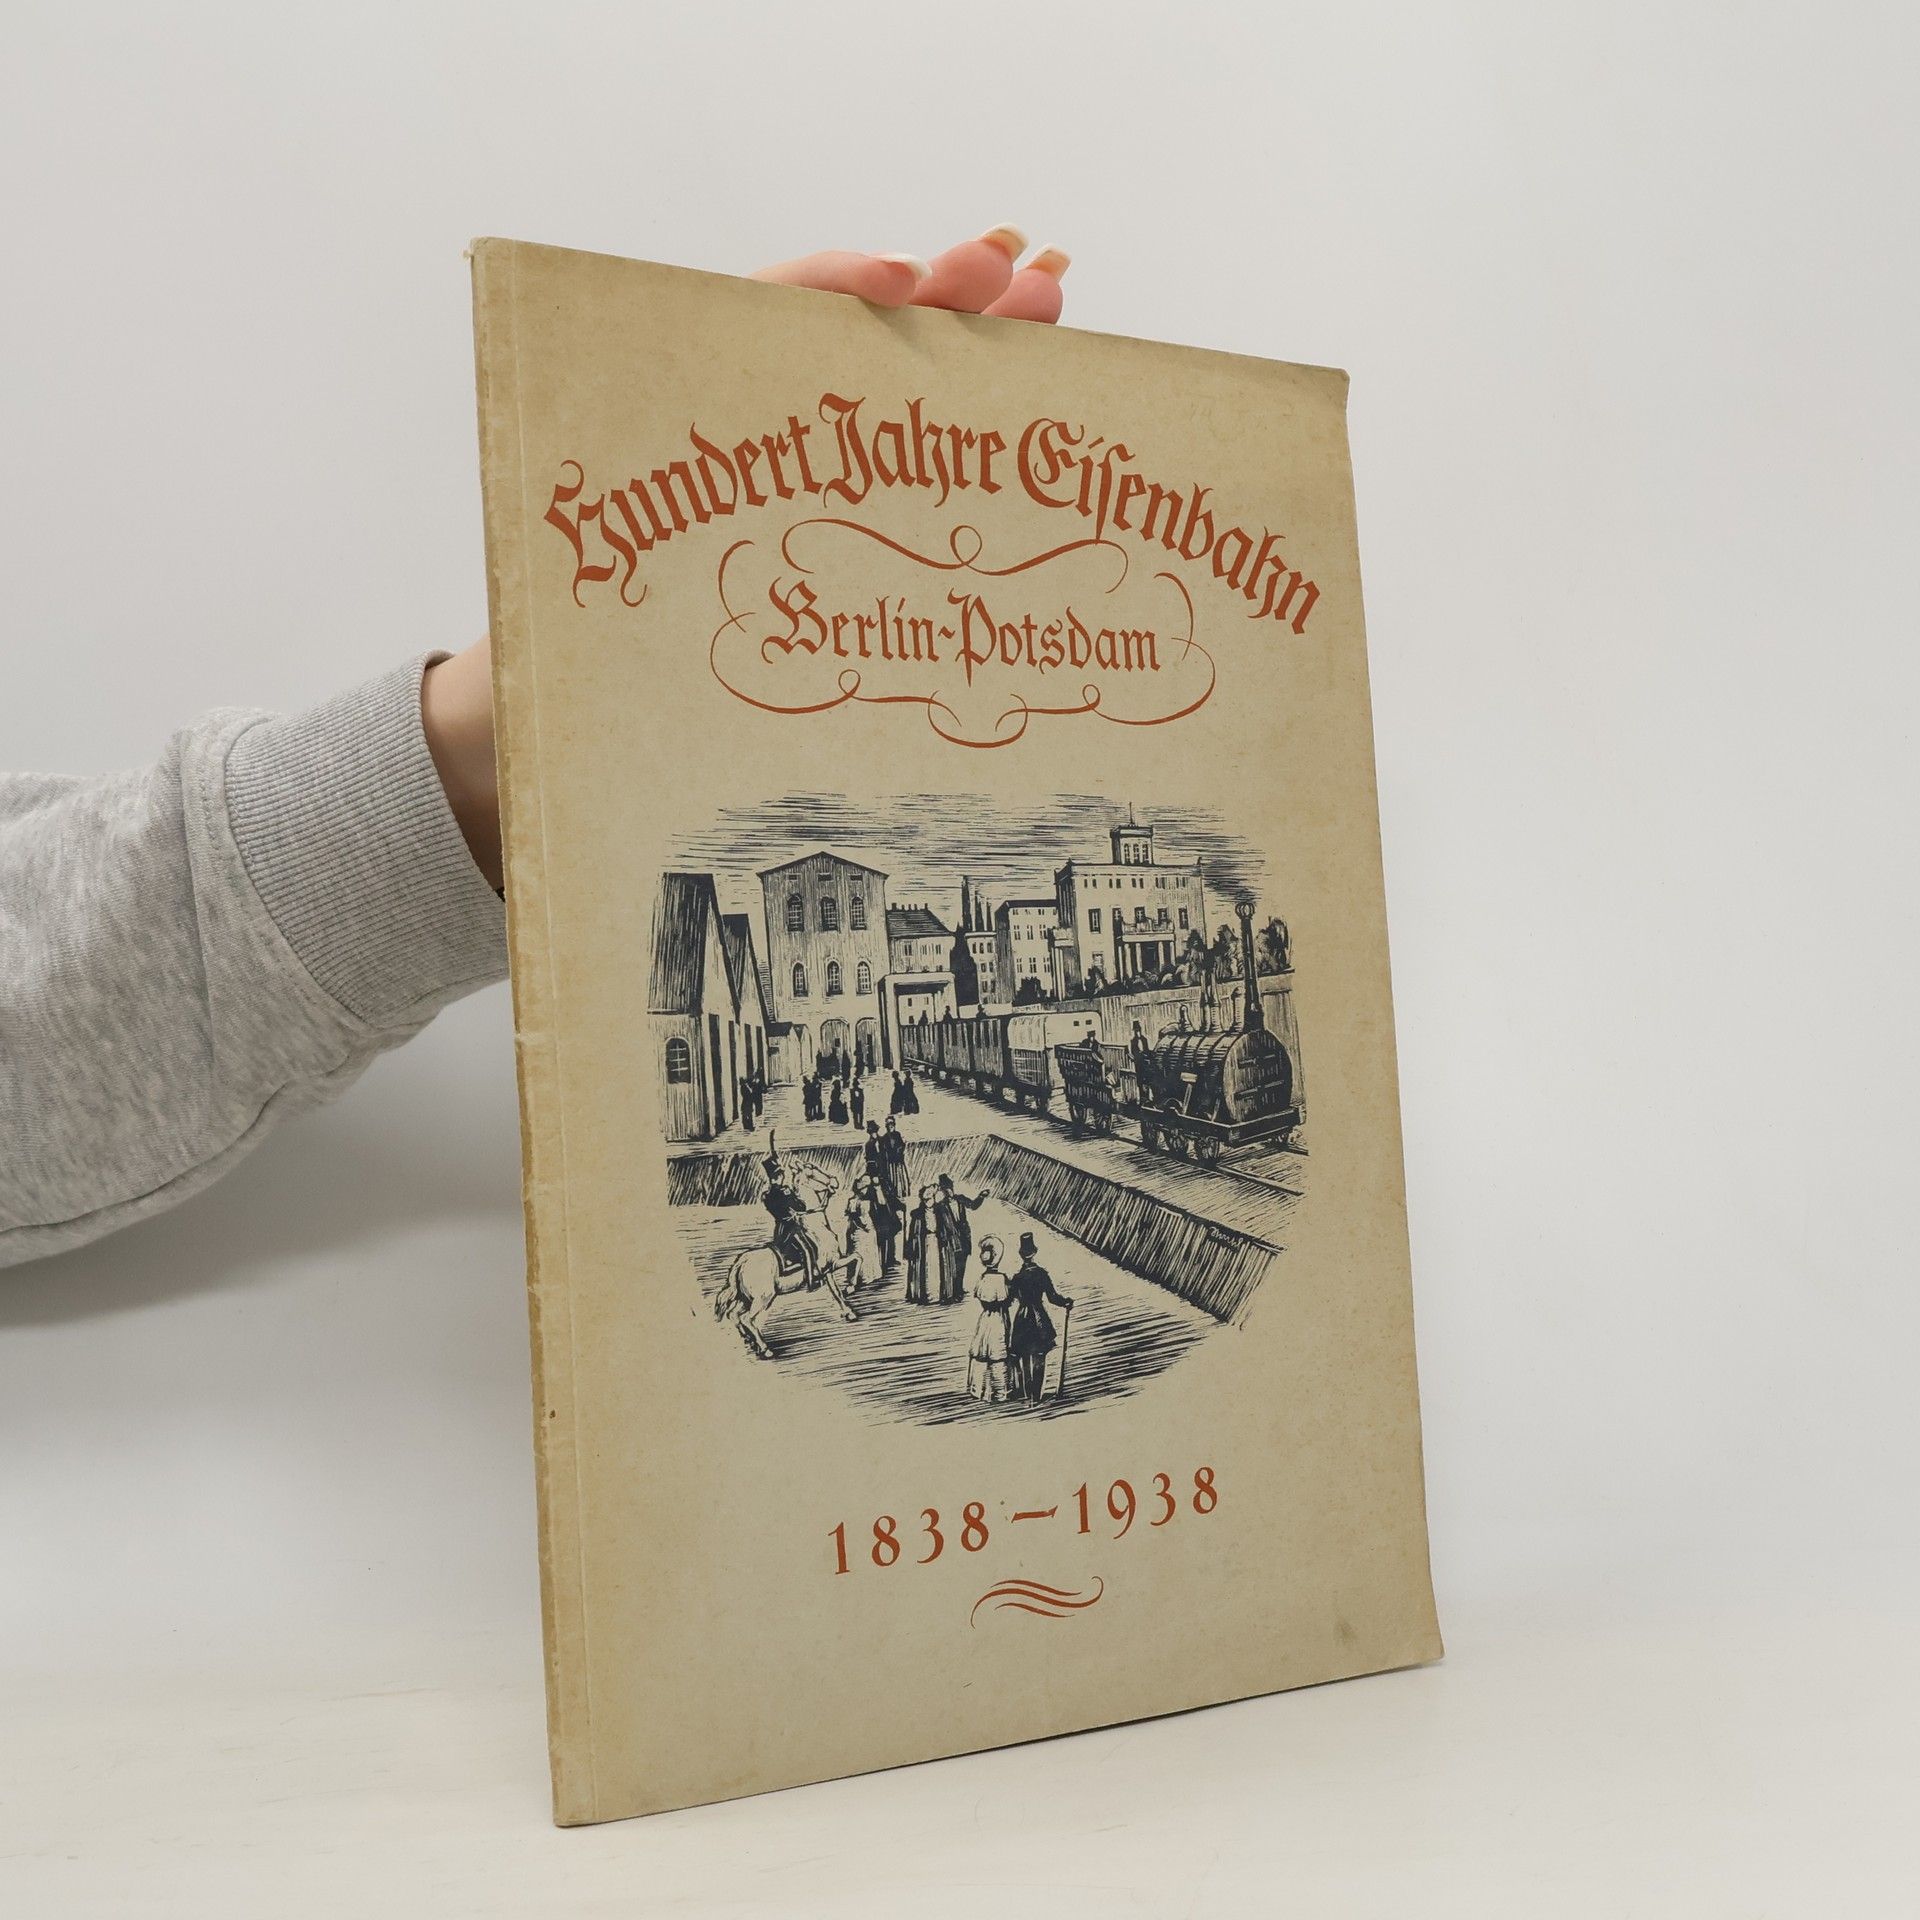 Hundert Jahre Eiſenbahn
Berlin-Potsdam
1838 – 1938